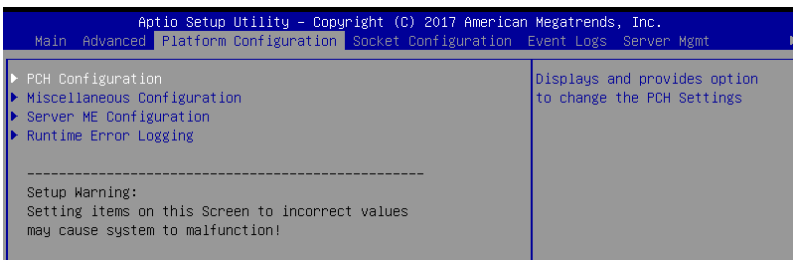 Aptio Setup Utility – Copyright (C) 2017 American Megatrends, Inc.
Main Advanced Platform Configuration Socket Configuration Event Logs Server Mgmt
PCH Configuration
Miscellaneous Configuration
Server ME Configuration
Runtime Error Logging
------------------------------------------------
Setup Warning:
Setting items on this Screen to incorrect values
may cause system to malfunction!
Displays and provides option
to change the PCH Settings